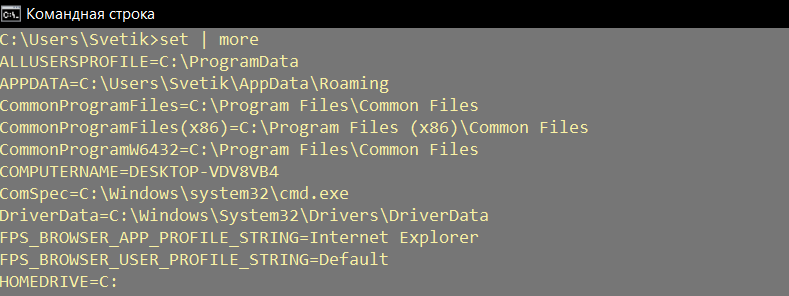 Командная строка
C:\Users\Svetik>set | more
ALLUSERSPROFILE=C:\ProgramData
APPDATA=C:\Users\Svetik\AppData\Roaming
CommonProgramFiles=C:\Program Files\Common Files
CommonProgramFiles(x86)=C:\Program Files (x86)\Common Files
CommonProgramW6432=C:\Program Files\Common Files
COMPUTERNAME=DESKTOP-VDV8VB4
ComSpec=C:\Windows\system32\cmd.exe
DriverData=C:\Windows\System32\Drivers\DriverData
FPS_BROWSER_APP_PROFILE_STRING=Internet Explorer
FPS_BROWSER_USER_PROFILE_STRING=Default
HOMEDRIVE=C: